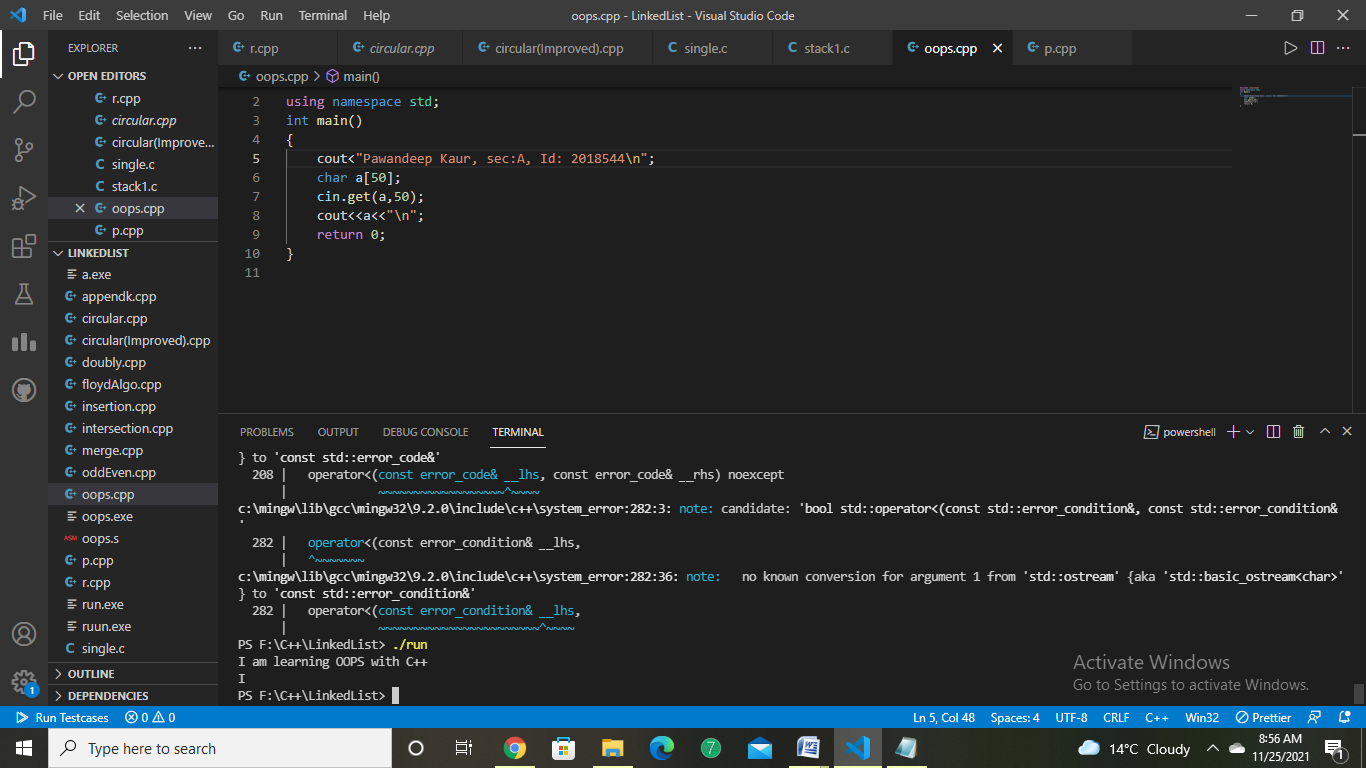 File Edit Selection View Go Run Terminal Help oops.cpp - LinkedList - Visual Studio Code
EXPLORER
OPEN EDITORS
r.cpp
circular.cpp
circular(Improve...
single.c
stack1.c
oops.cpp
p.cpp
LINKEDLIST
a.exe
appendk.cpp
circular.cpp
circular(Improved).cpp
doubly.cpp
floydAlgo.cpp
insertion.cpp
intersection.cpp
merge.cpp
oddEven.cpp
oops.cpp
oops.exe
ASM oops.s
p.cpp
r.cpp
run.exe
ruun.exe
single.c
OUTLINE
DEPENDENCIES
r.cpp circular.cpp circular(Improved).cpp single.c stack1.c oops.cpp p.cpp
oops.cpp > main()
2 using namespace std;
3 int main()
4 {
5 cout<"Pawandeep Kaur, sec:A, Id: 2018544\n";
6 char a[50];
7 cin.get(a,50);
8 cout<<a<<"\n";
9 return 0;
10 }
11
PROBLEMS OUTPUT DEBUG CONSOLE TERMINAL powershell
} to 'const std::error_code&'
208 | operator<(const error_code& __lhs, const error_code& __rhs) noexcept
| ~~~~~~~~~~~~~~~~~~~~~^~~~~
c:\mingw\lib\gcc\mingw32\9.2.0\include\c++\system_error:282:3: note: candidate: 'bool std::operator<(const std::error_condition&, const std::error_condition&
'
282 | operator<(const error_condition& __lhs,
| ^~~~~~~~
c:\mingw\lib\gcc\mingw32\9.2.0\include\c++\system_error:282:36: note: no known conversion for argument 1 from 'std::ostream' {aka 'std::basic_ostream<char>'
} to 'const std::error_condition&'
282 | operator<(const error_condition& __lhs,
| ~~~~~~~~~~~~~~~~~~~~~~~~~~^~~~~
PS F:\C++\LinkedList> ./run
I am learning OOPS with C++
I
PS F:\C++\LinkedList>
Activate Windows
Go to Settings to activate Windows.
1
Run Testcases 0 0 Ln 5, Col 48 Spaces: 4 UTF-8 CRLF C++ Win32 Prettier
Type here to search 7 14°C Cloudy 8:56 AM
11/25/2021 1